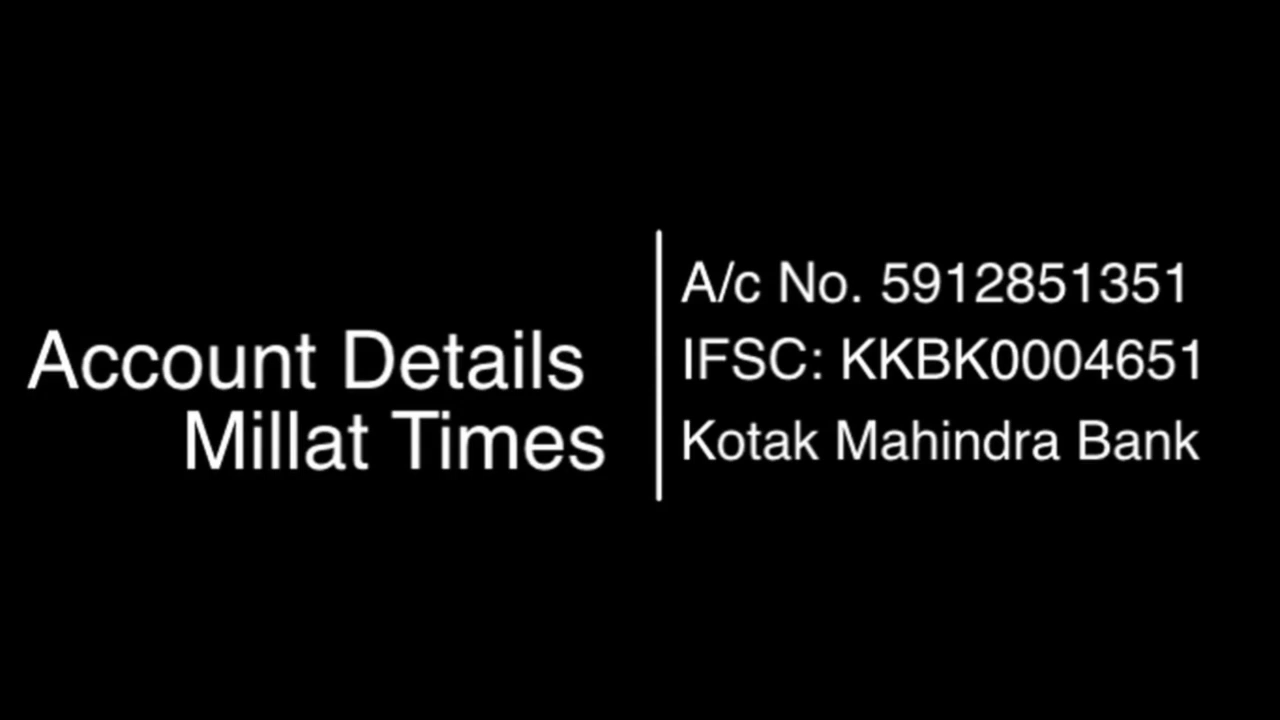 Account Details
Millat Times
A/c No. 5912851351
IFSC: KKBK0004651
Kotak Mahindra Bank